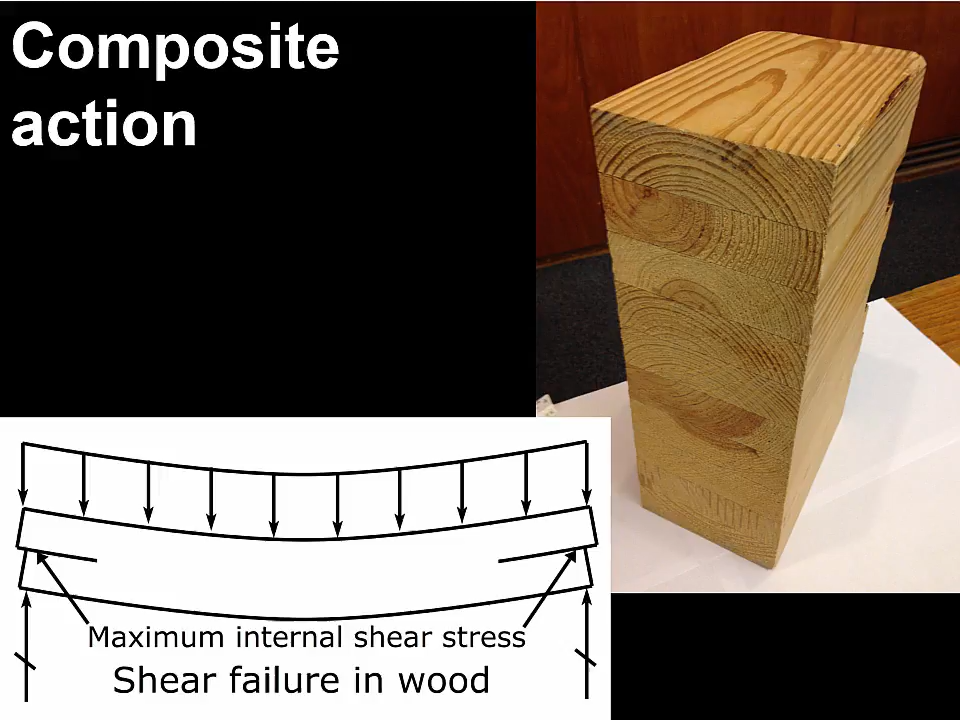 Composite
action
Maximum internal shear stress
Shear failure in wood